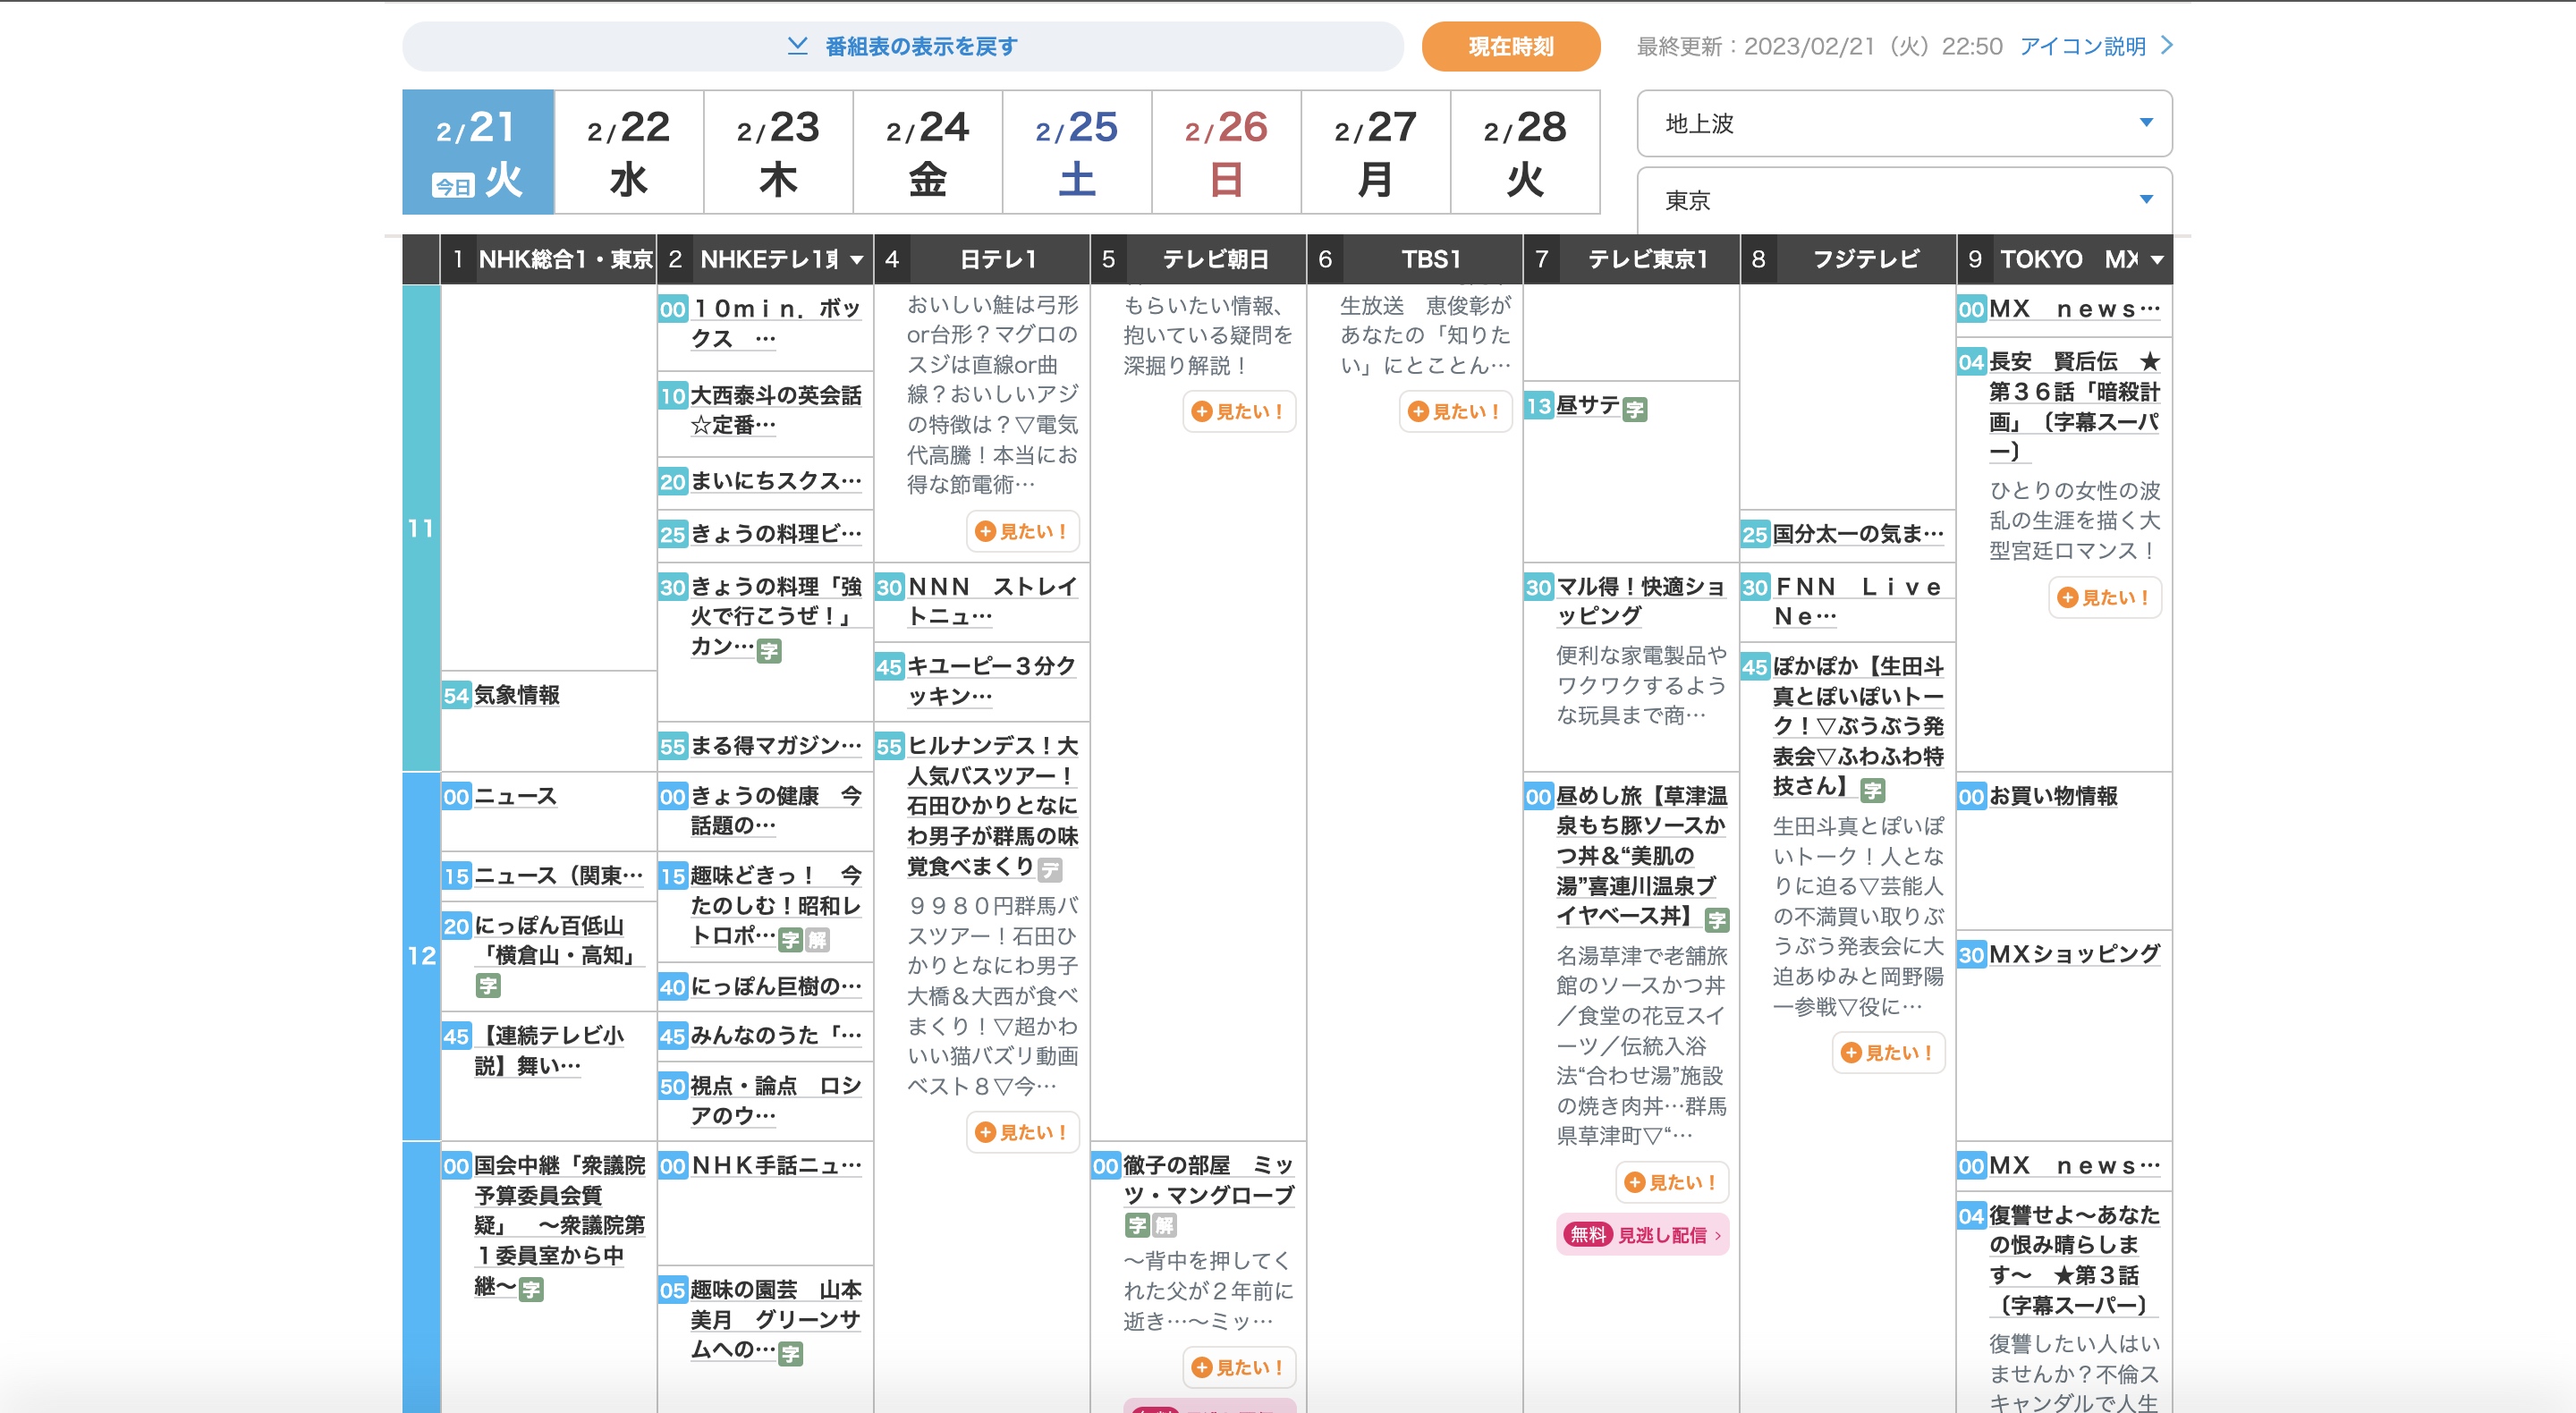 番組表の表示を戻す
現在時刻
最終更新：2023/02/21（火）22:50
アイコン説明
2/21
今日 火
2/22
水
2/23
木
2/24
金
2/25
土
2/26
日
2/27
月
2/28
火
地上波
東京
1 NHK総合1・東京
2 NHKEテレ1
4 日テレ1
5 テレビ朝日
6 TBS1
7 テレビ東京1
8 フジテレビ
9 TOKYO MX
11
54 気象情報
12
00 ニュース
15 ニュース（関東…
20 にっぽん百低山
「横倉山・高知」
字
45 【連続テレビ小
説】舞い…
00 国会中継「衆議院
予算委員会質
疑」　～衆議院第
１委員室から中
継～字
00 １０ｍｉｎ．ボッ
クス　…
10 大西泰斗の英会話
☆定番…
20 まいにちスクス…
25 きょうの料理ビ…
30 きょうの料理「強
火で行こうぜ！」
カン…字
55 まる得マガジン…
00 きょうの健康　今
話題の…
15 趣味どきっ！　今
たのしむ！昭和レ
トロポ…字解
40 にっぽん巨樹の…
45 みんなのうた「…
50 視点・論点　ロシ
アのウ…
00 ＮＨＫ手話ニュ…
05 趣味の園芸　山本
美月　グリーンサ
ムへの…字
おいしい鮭は弓形
or台形？マグロの
スジは直線or曲
線？おいしいアジ
の特徴は？▽電気
代高騰！本当にお
得な節電術…
見たい！
30 ＮＮＮ　ストレイ
トニュ…
45 キユーピー３分ク
ッキン…
55 ヒルナンデス！大
人気バスツアー！
石田ひかりとなに
わ男子が群馬の味
覚食べまくりデ
９９８０円群馬バ
スツアー！石田ひ
かりとなにわ男子
大橋＆大西が食べ
まくり！▽超かわ
いい猫バズり動画
ベスト８▽今…
見たい！
もらいたい情報、
抱いている疑問を
深掘り解説！
見たい！
00 徹子の部屋　ミッ
ツ・マングローブ
字解
～背中を押してく
れた父が２年前に
逝き…～ミッ…
見たい！
生放送　恵俊彰が
あなたの「知りた
い」にとことん…
見たい！
13 昼サテ字
30 マル得！快適ショ
ッピング
便利な家電製品や
ワクワクするよう
な玩具まで商…
00 昼めし旅【草津温
泉もち豚ソースか
つ丼＆“美肌の
湯”喜連川温泉ブ
イヤベース丼】字
名湯草津で老舗旅
館のソースかつ丼
／食堂の花豆スイ
ーツ／伝統入浴
法“合わせ湯”施設
の焼き肉丼…群馬
県草津町▽“…
見たい！
無料 見逃し配信
25 国分太一の気ま…
30 ＦＮＮ　Ｌｉｖｅ
Ｎｅ…
45 ぽかぽか【生田斗
真とぽいぽいトー
ク！▽ぶうぶう発
表会▽ふわふわ特
技さん】字
生田斗真とぽいぽ
いトーク！人とな
りに迫る▽芸能人
の不満買い取りぶ
うぶう発表会に大
迫あゆみと岡野陽
一参戦▽役に…
見たい！
00 ＭＸ　ｎｅｗｓ…
04 長安　賢后伝　★
第３６話「暗殺計
画」〔字幕スーパ
ー〕
ひとりの女性の波
乱の生涯を描く大
型宮廷ロマンス！
見たい！
00 お買い物情報
30 ＭＸショッピング
00 ＭＸ　ｎｅｗｓ…
04 復讐せよ～あなた
の恨み晴らしま
す～　★第３話
〔字幕スーパー〕
復讐したい人はい
ませんか？不倫ス
キャンダルで人生